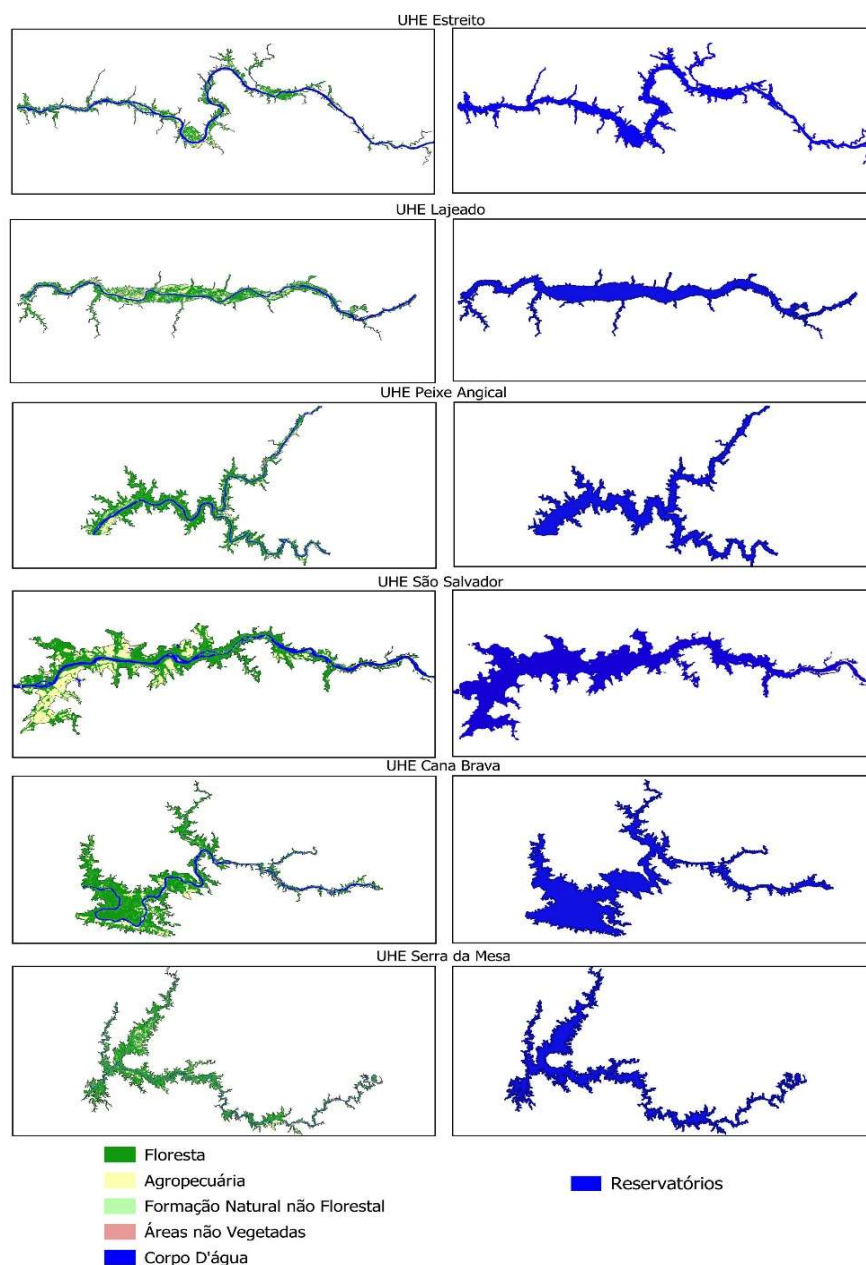 UHE Estreito
UHE Lajeado
UHE Peixe Angical
UHE São Salvador
UHE Cana Brava
UHE Serra da Mesa
Floresta
Agropecuária
Formação Natural não Florestal
Áreas não Vegetadas
Corpo D'água
Reservatórios